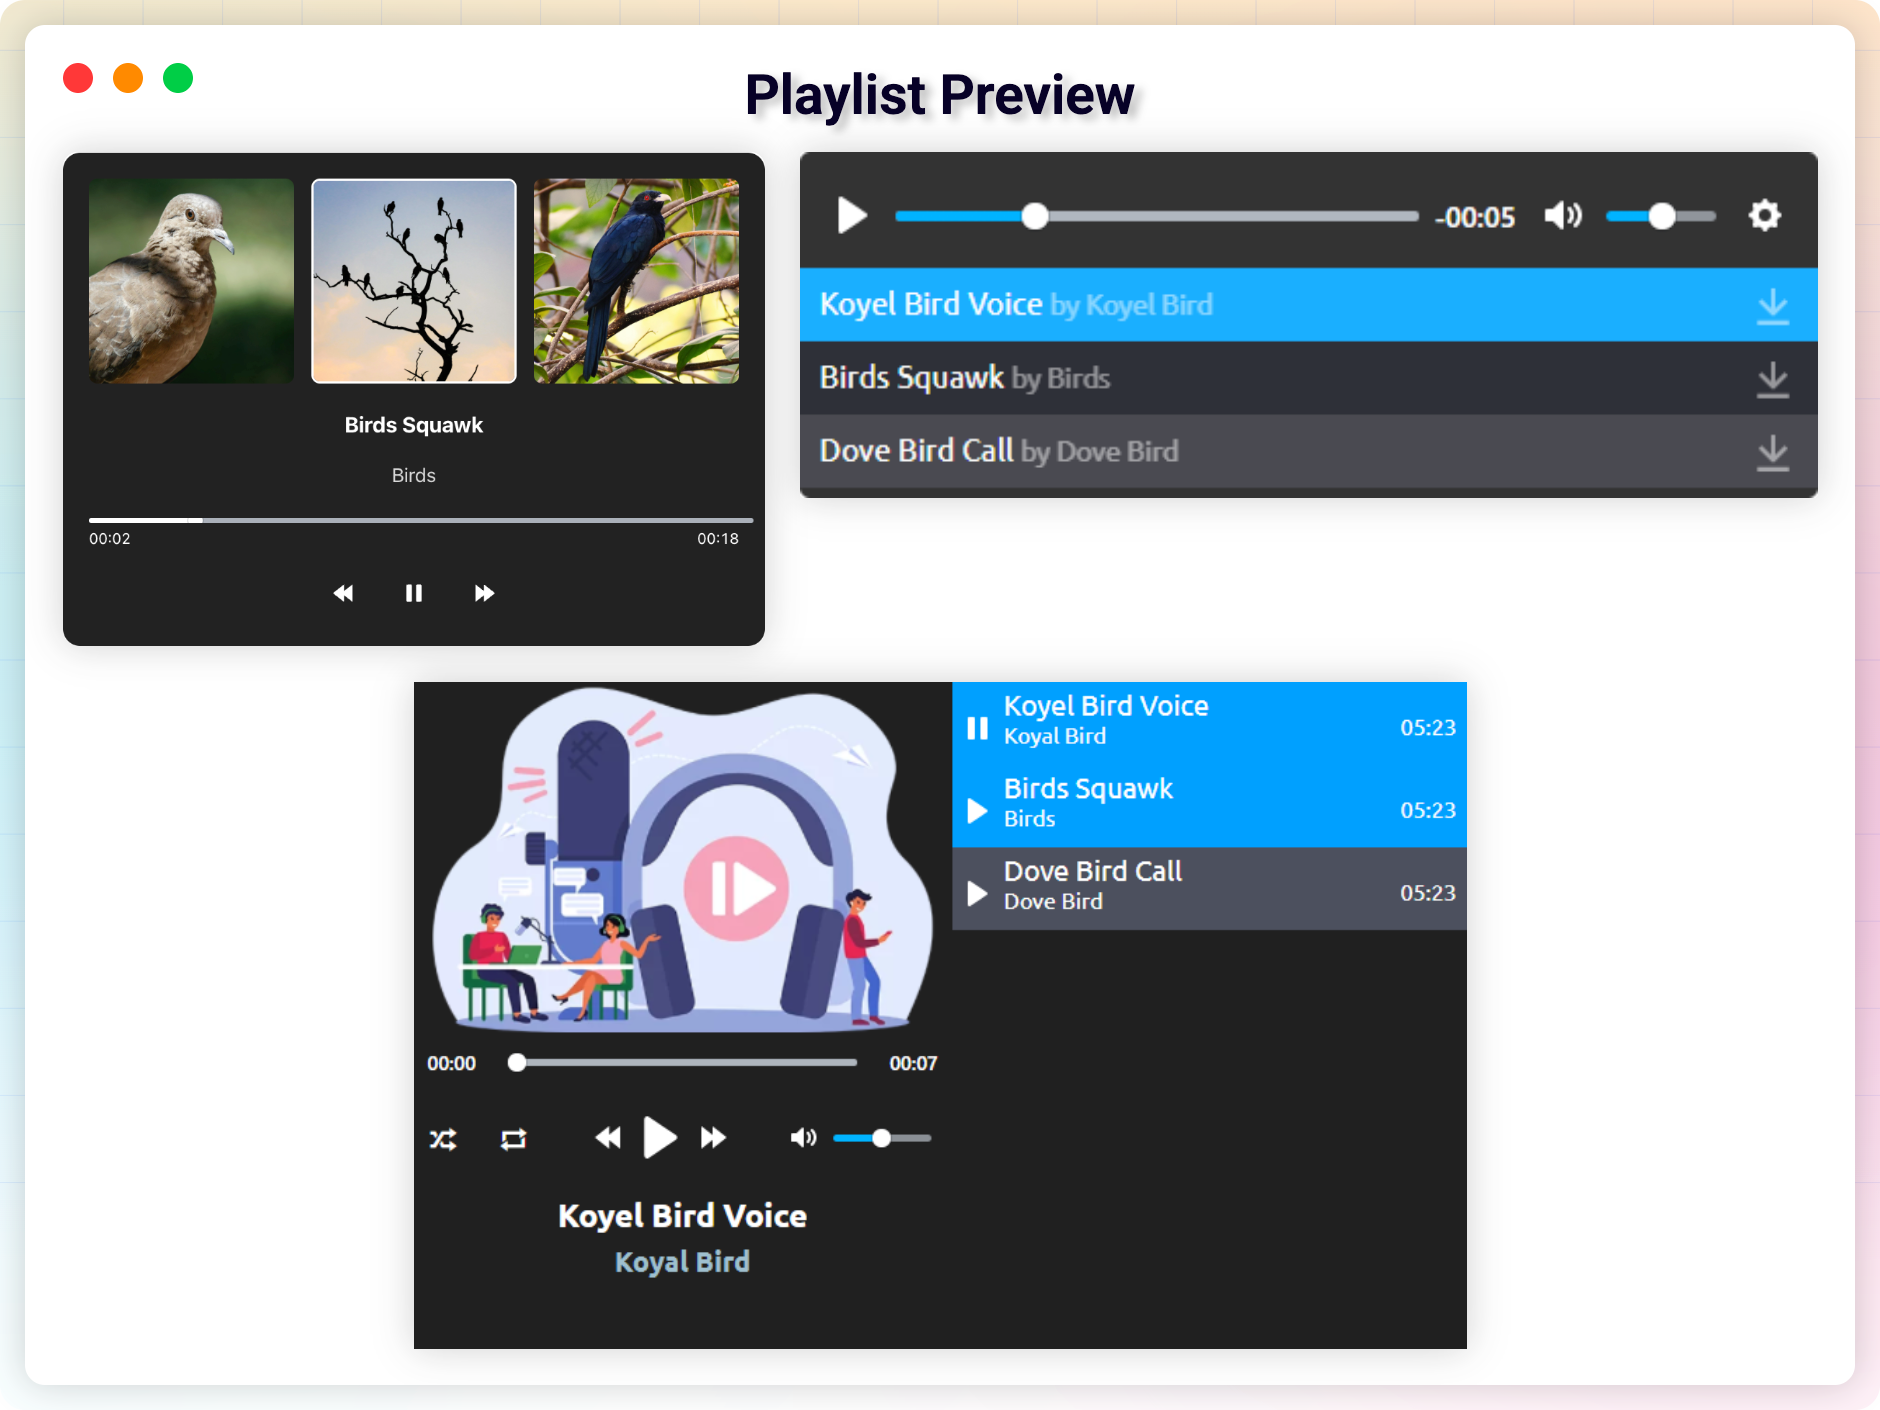 Playlist Preview
Birds Squawk
Birds
00:02
00:18
-00:05
Koyel Bird Voice by Koyel Bird
Birds Squawk by Birds
Dove Bird Call by Dove Bird
00:00
00:07
Koyel Bird Voice
Koyal Bird
Koyel Bird Voice
Koyal Bird
05:23
Birds Squawk
Birds
05:23
Dove Bird Call
Dove Bird
05:23